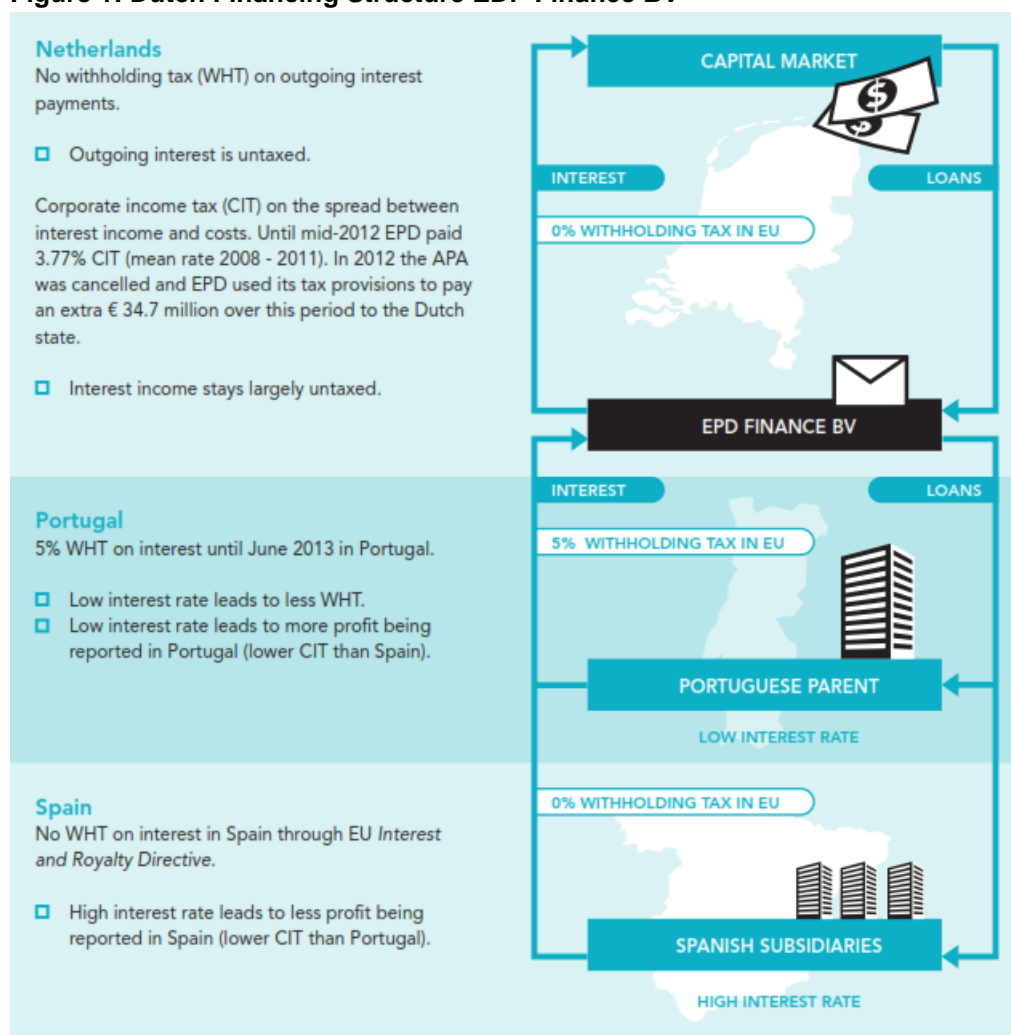 Figure 1: Dutch Financing Structure EDP Finance BV
Netherlands
No withholding tax (WHT) on outgoing interest
payments.
Outgoing interest is untaxed.
Corporate income tax (CIT) on the spread between
interest income and costs. Until mid-2012 EPD paid
3.77% CIT (mean rate 2008 - 2011). In 2012 the APA
was cancelled and EPD used its tax provisions to pay
an extra € 34.7 million over this period to the Dutch
state.
Interest income stays largely untaxed.
CAPITAL MARKET
$
$
INTEREST
LOANS
0% WITHHOLDING TAX IN EU
EPD FINANCE BV
Portugal
5% WHT on interest until June 2013 in Portugal.
Low interest rate leads to less WHT.
Low interest rate leads to more profit being
reported in Portugal (lower CIT than Spain).
INTEREST
LOANS
5% WITHHOLDING TAX IN EU
PORTUGUESE PARENT
LOW INTEREST RATE
Spain
No WHT on interest in Spain through EU Interest
and Royalty Directive.
High interest rate leads to less profit being
reported in Spain (lower CIT than Portugal).
0% WITHHOLDING TAX IN EU
SPANISH SUBSIDIARIES
HIGH INTEREST RATE